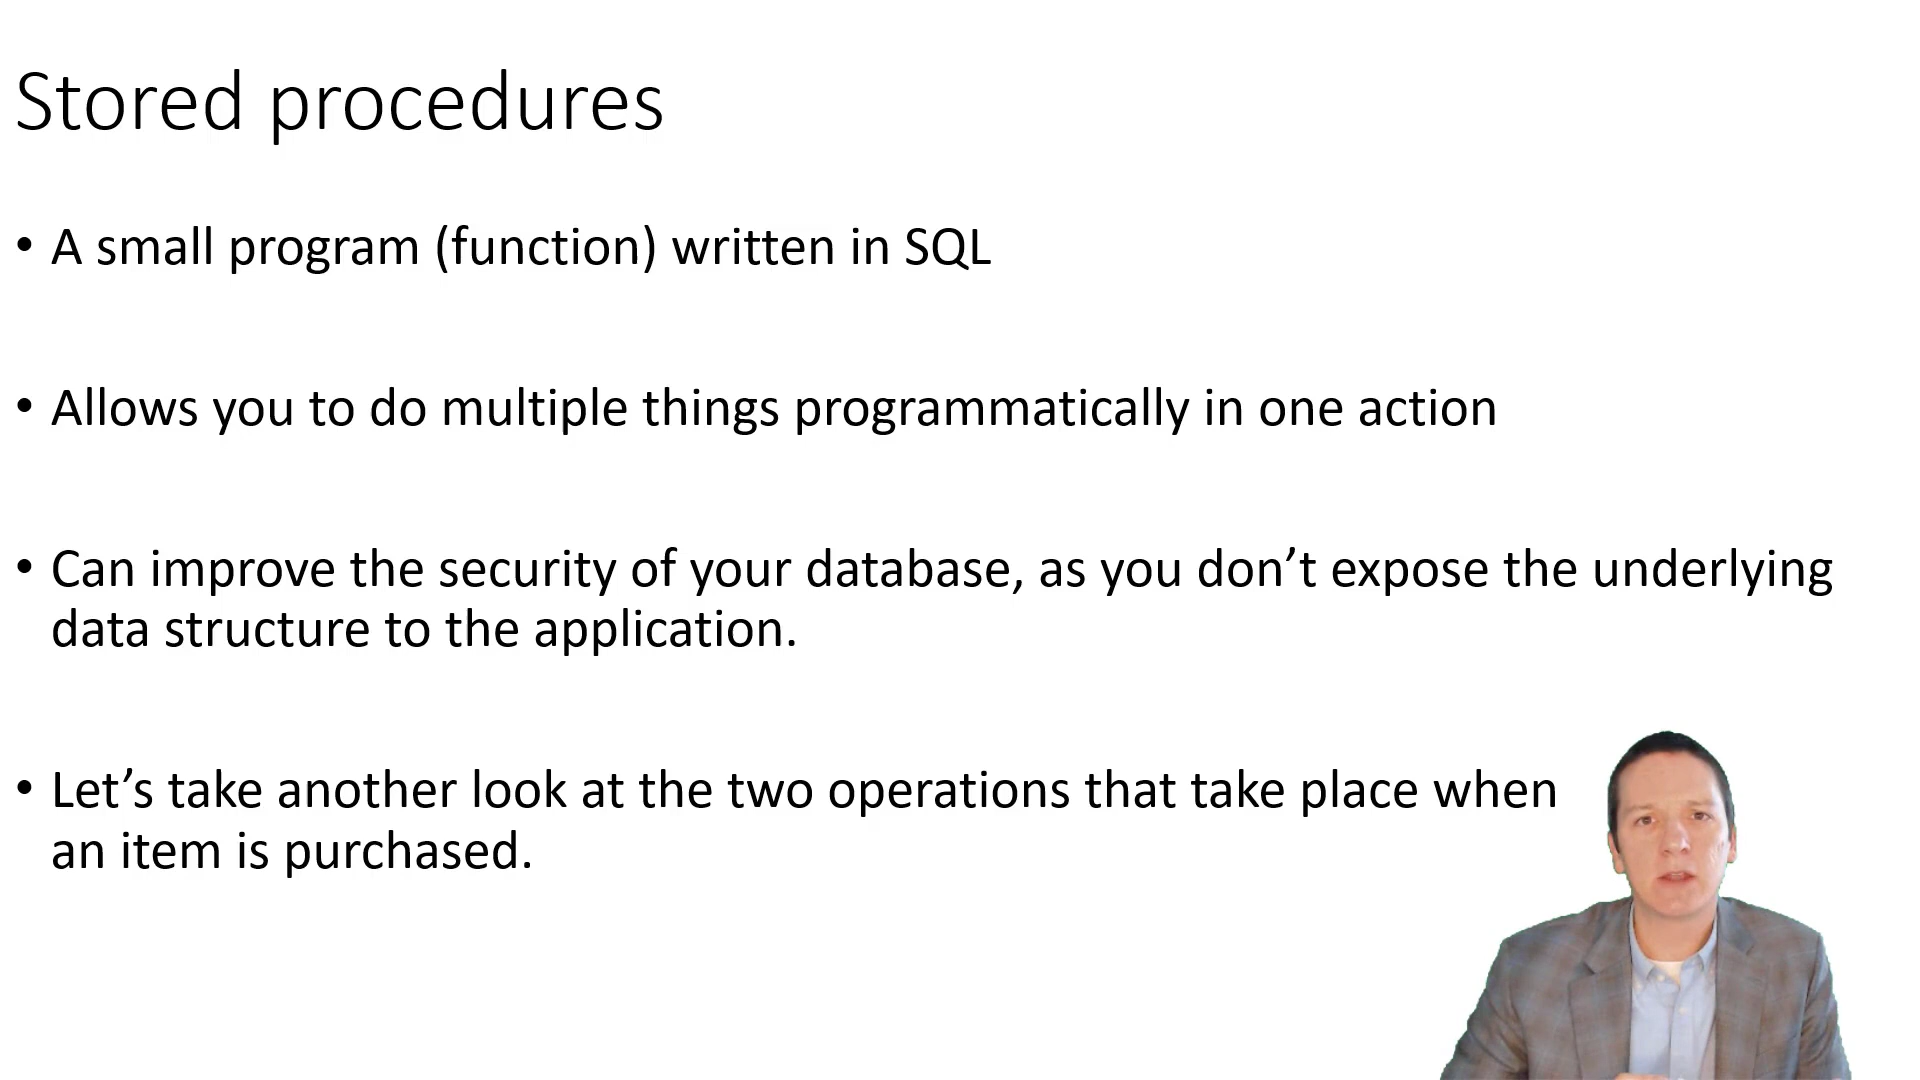 Stored procedures
• A small program (function) written in SQL
• Allows you to do multiple things programmatically in one action
• Can improve the security of your database, as you don’t expose the underlying
data structure to the application.
• Let’s take another look at the two operations that take place when
an item is purchased.